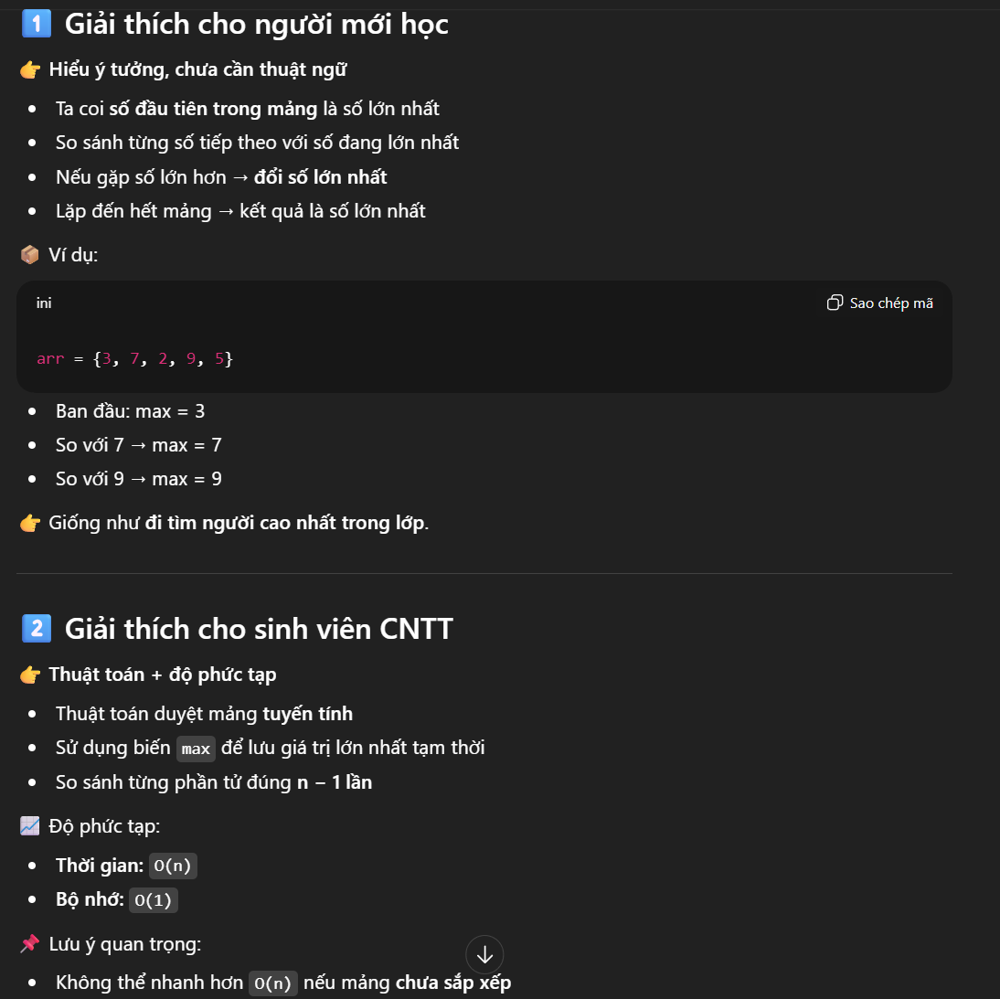 1 Giải thích cho người mới học
👉 Hiểu ý tưởng, chưa cần thuật ngữ
• Ta coi số đầu tiên trong mảng là số lớn nhất
• So sánh từng số tiếp theo với số đang lớn nhất
• Nếu gặp số lớn hơn → đổi số lớn nhất
• Lặp đến hết mảng → kết quả là số lớn nhất
📦 Ví dụ:
ini
Sao chép mã
arr = {3, 7, 2, 9, 5}
• Ban đầu: max = 3
• So với 7 → max = 7
• So với 9 → max = 9
👉 Giống như đi tìm người cao nhất trong lớp.
2 Giải thích cho sinh viên CNTT
👉 Thuật toán + độ phức tạp
• Thuật toán duyệt mảng tuyến tính
• Sử dụng biến max để lưu giá trị lớn nhất tạm thời
• So sánh từng phần tử đúng n − 1 lần
📈 Độ phức tạp:
• Thời gian: O(n)
• Bộ nhớ: O(1)
📌 Lưu ý quan trọng:
• Không thể nhanh hơn O(n) nếu mảng chưa sắp xếp